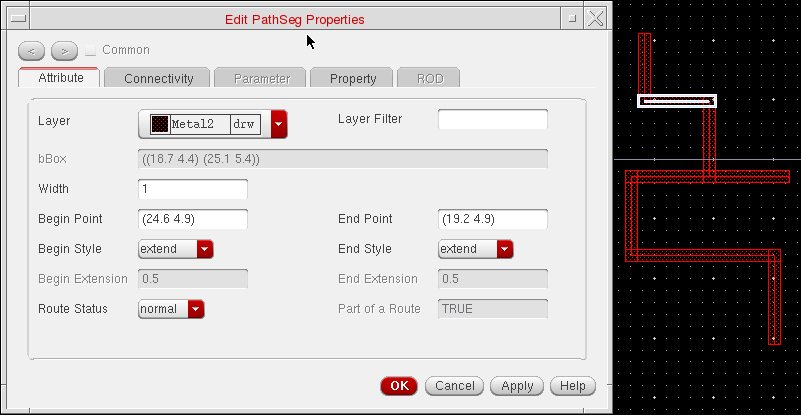 Edit PathSeg Properties
< > Common
Attribute Connectivity Parameter Property ROD
Layer Metal2 drw Layer Filter
bBox ((18.7 4.4) (25.1 5.4))
Width 1
Begin Point (24.6 4.9) End Point (19.2 4.9)
Begin Style extend End Style extend
Begin Extension 0.5 End Extension 0.5
Route Status normal Part of a Route TRUE
OK Cancel Apply Help